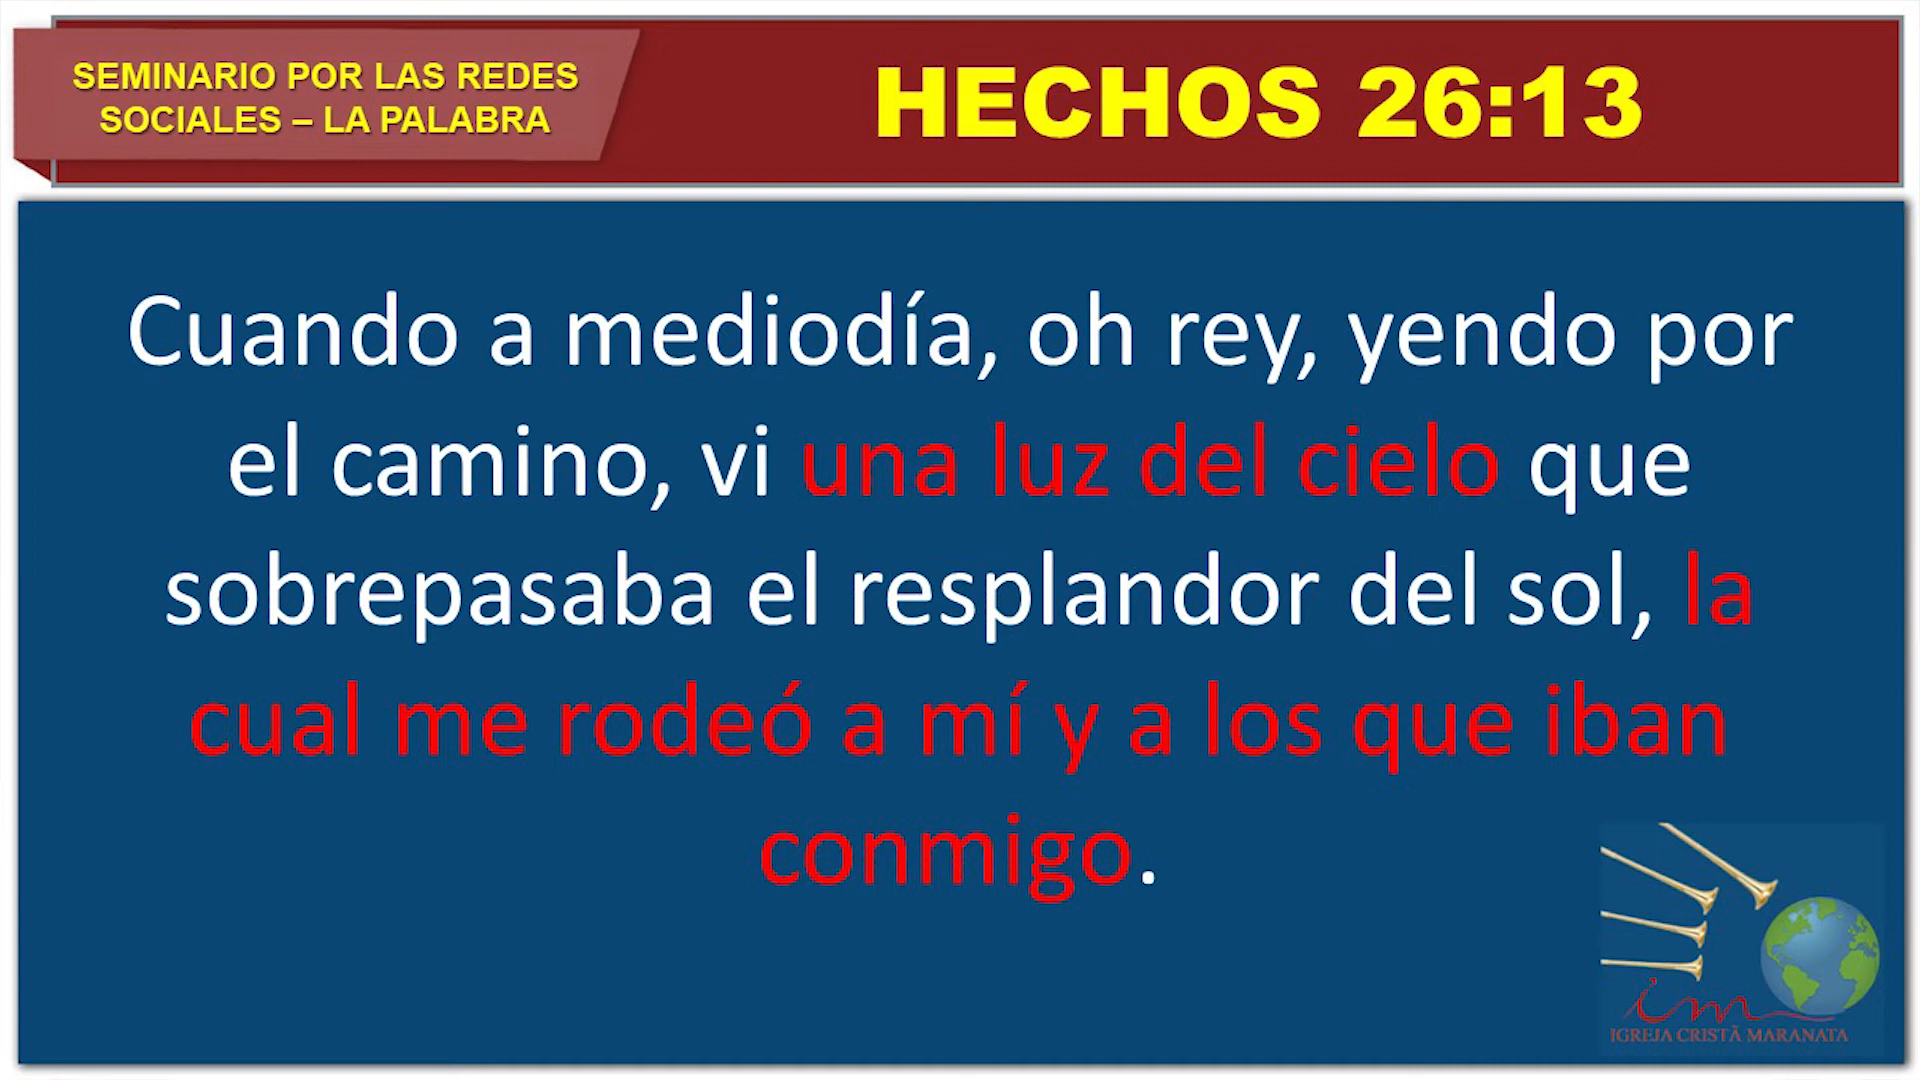 SEMINARIO POR LAS REDES
SOCIALES – LA PALABRA
HECHOS 26:13
Cuando a mediodía, oh rey, yendo por
el camino, vi una luz del cielo que
sobrepasaba el resplandor del sol, la
cual me rodeó a mí y a los que iban
conmigo.
im
IGREJA CRISTÃ MARANATA